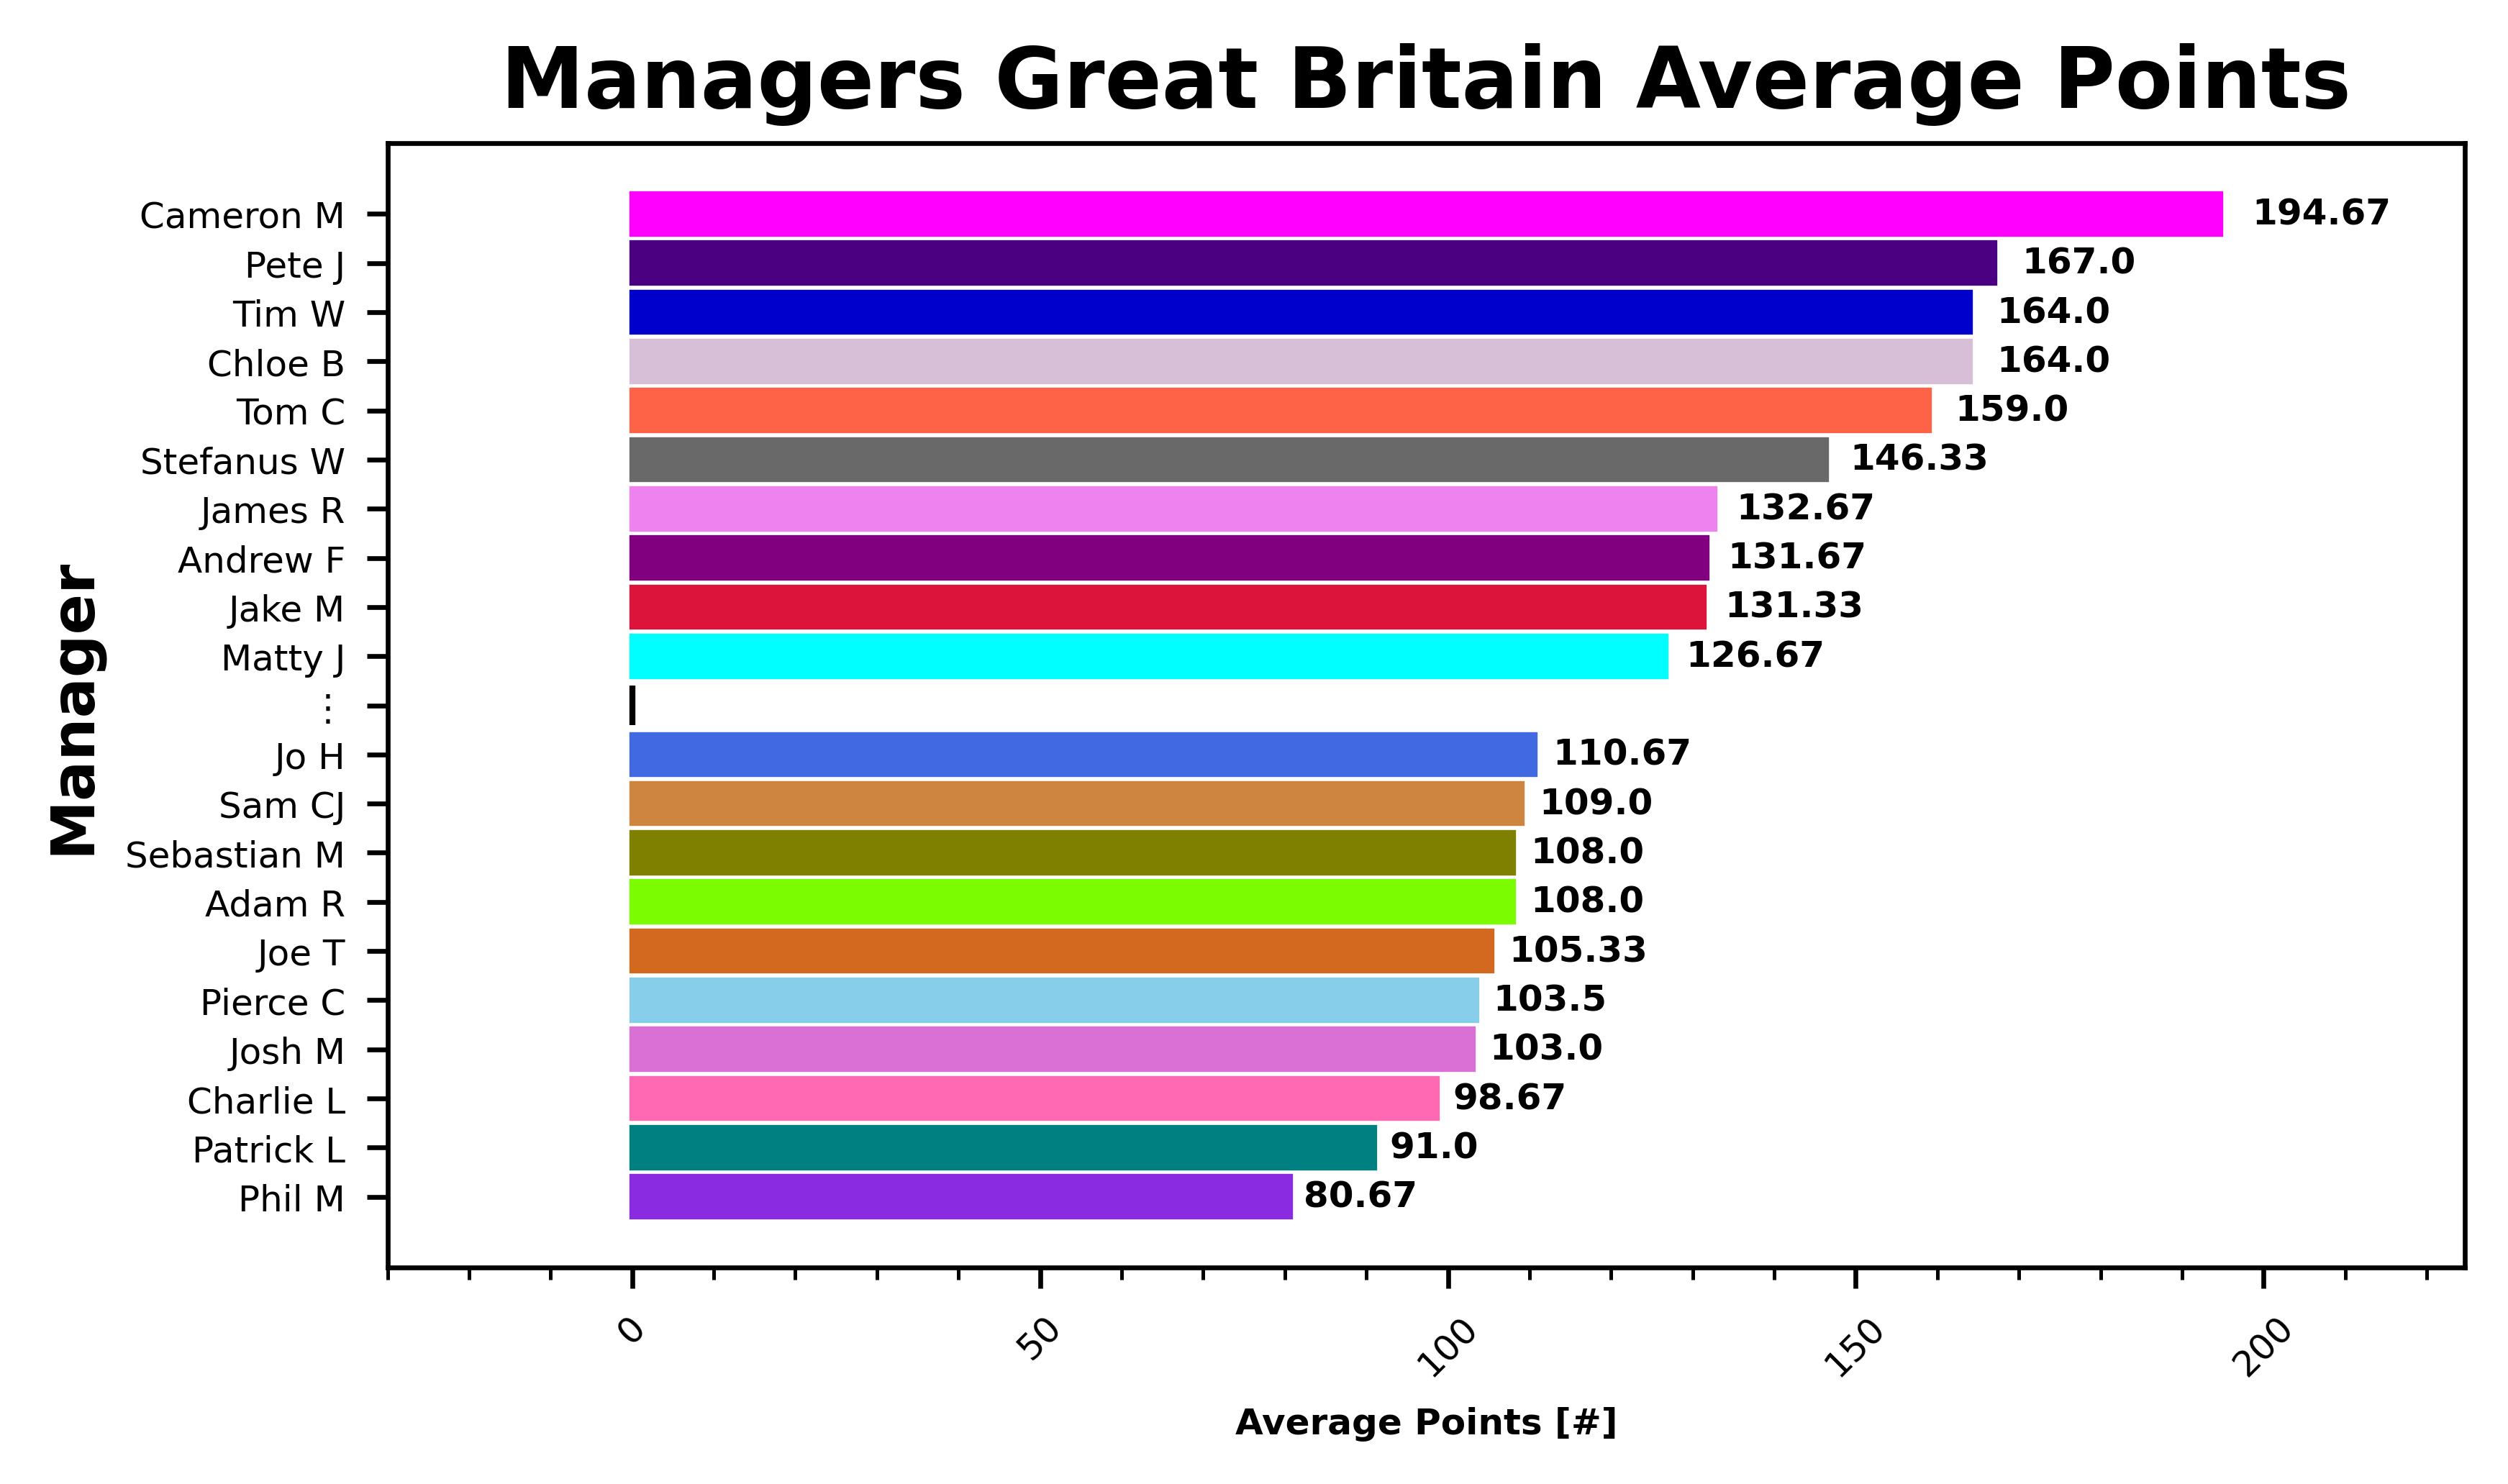 Managers Great Britain Average Points
Manager
Cameron M 194.67
Pete J 167.0
Tim W 164.0
Chloe B 164.0
Tom C 159.0
Stefanus W 146.33
James R 132.67
Andrew F 131.67
Jake M 131.33
Matty J 126.67
⋮
Jo H 110.67
Sam CJ 109.0
Sebastian M 108.0
Adam R 108.0
Joe T 105.33
Pierce C 103.5
Josh M 103.0
Charlie L 98.67
Patrick L 91.0
Phil M 80.67
0 50 100 150 200
Average Points [#]